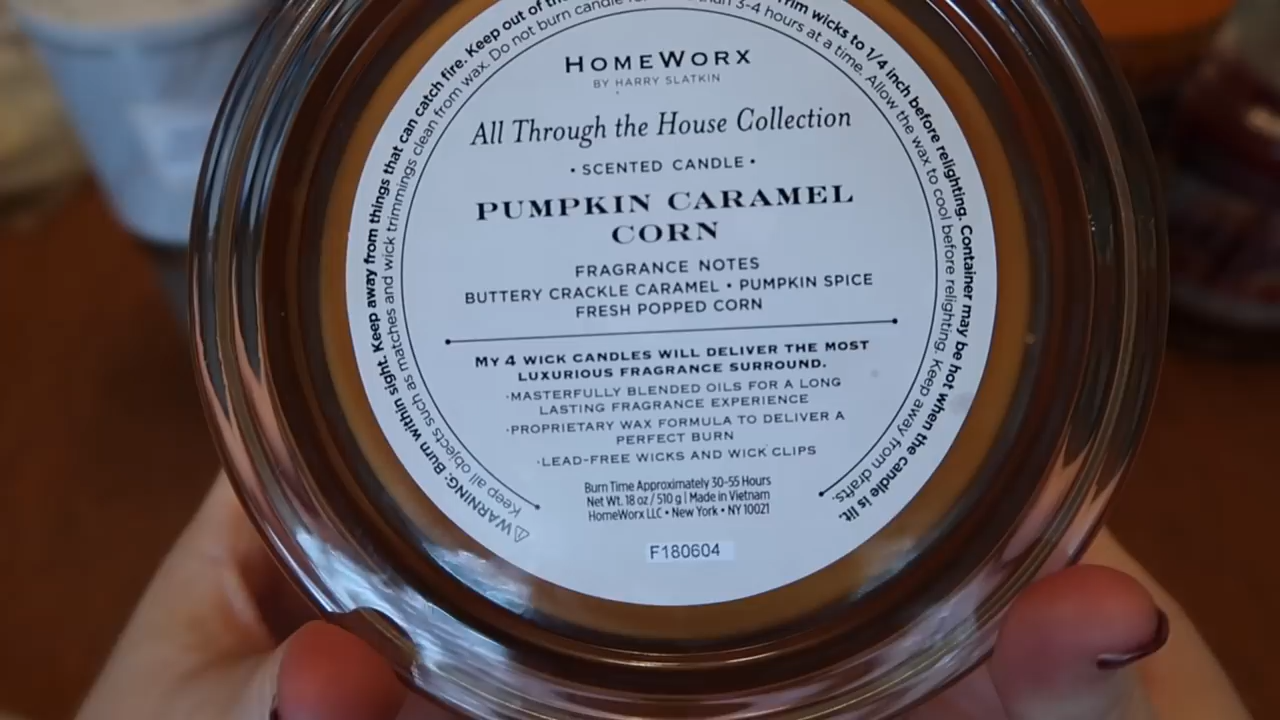 HOMEWORX
BY HARRY SLATKIN
All Through the House Collection
• SCENTED CANDLE •
PUMPKIN CARAMEL
CORN
FRAGRANCE NOTES
BUTTERY CRACKLE CARAMEL • PUMPKIN SPICE
FRESH POPPED CORN
MY 4 WICK CANDLES WILL DELIVER THE MOST
LUXURIOUS FRAGRANCE SURROUND.
·MASTERFULLY BLENDED OILS FOR A LONG
LASTING FRAGRANCE EXPERIENCE
·PROPRIETARY WAX FORMULA TO DELIVER A
PERFECT BURN
·LEAD-FREE WICKS AND WICK CLIPS
Burn Time Approximately 30-55 Hours
Net Wt. 18 oz / 510 g | Made in Vietnam
HomeWorx LLC • New York • NY 10021
F180604
⚠WARNING: Burn within sight. Keep away from things that can catch fire. Keep out of wicks to 1/4 inch before relighting. Container may be hot when the candle is lit.
Keep all objects such as matches and wick trimmings clean from wax. Do not burn candle 3-4 hours at a time. Allow the wax to cool before relighting. Keep away from drafts.